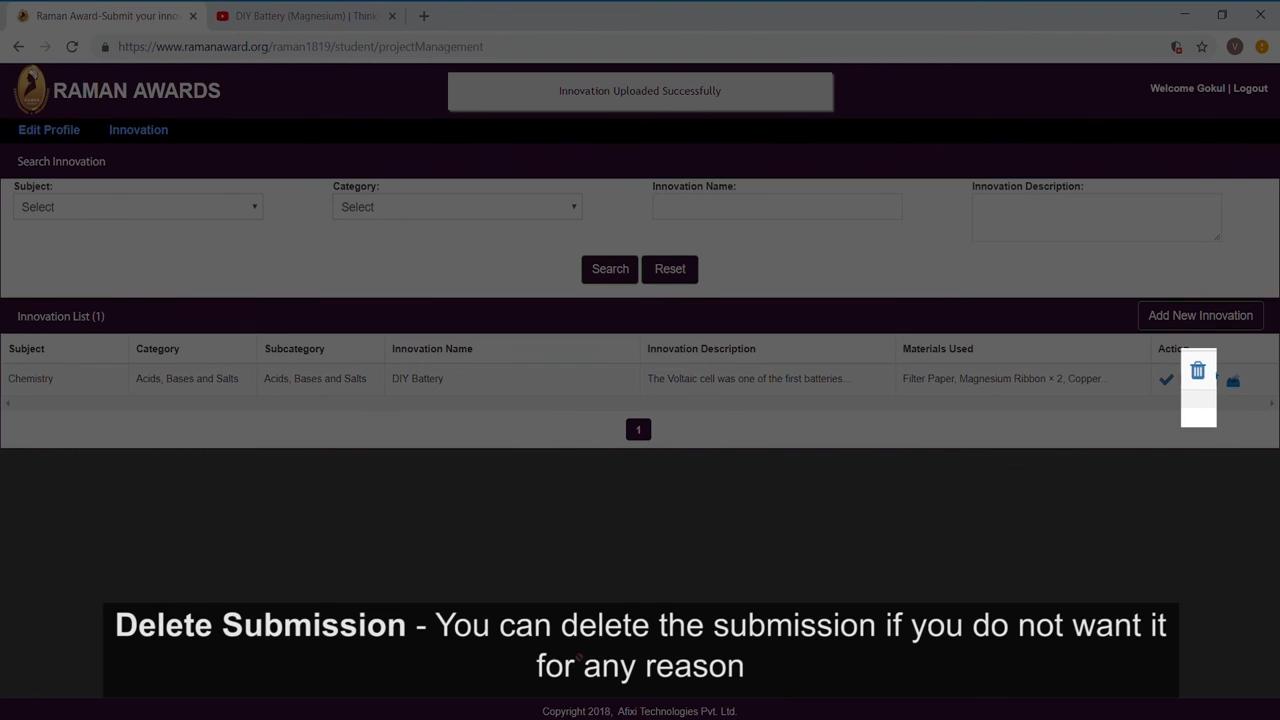 Raman Award-Submit your inno
DIY Battery (Magnesium) | Think
https://www.ramanaward.org/raman1819/student/projectManagement
V
RAMAN AWARDS
Innovation Uploaded Successfully
Welcome Gokul | Logout
Edit Profile Innovation
Search Innovation
Subject: Category: Innovation Name: Innovation Description:
Select Select
Search Reset
Innovation List (1) Add New Innovation
Subject Category Subcategory Innovation Name Innovation Description Materials Used
Chemistry Acids, Bases and Salts Acids, Bases and Salts DIY Battery The Voltaic cell was one of the first batteries... Filter Paper, Magnesium Ribbon × 2, Copper...
1
Delete Submission - You can delete the submission if you do not want it
for any reason
Copyright 2018, Afixi Technologies Pvt. Ltd.